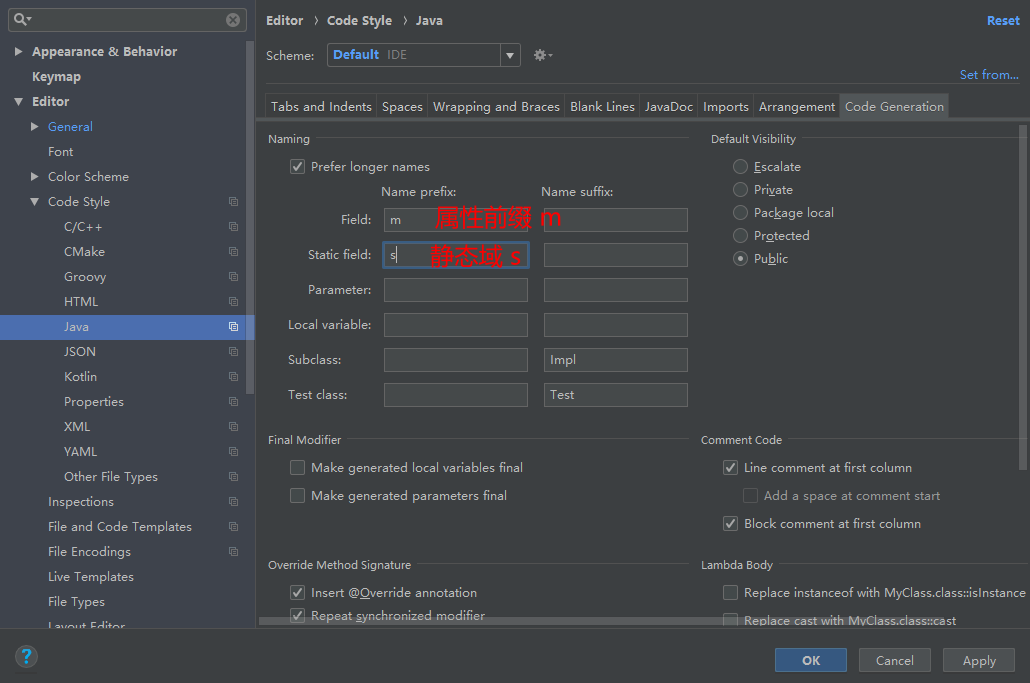 Editor › Code Style › Java
Reset
Scheme: Default IDE
Set from...
Appearance & Behavior
Keymap
Editor
General
Font
Color Scheme
Code Style
C/C++
CMake
Groovy
HTML
Java
JSON
Kotlin
Properties
XML
YAML
Other File Types
Inspections
File and Code Templates
File Encodings
Live Templates
File Types
Layout Editor
Tabs and Indents Spaces Wrapping and Braces Blank Lines JavaDoc Imports Arrangement Code Generation
Naming
Prefer longer names
Name prefix: Name suffix:
Field: m 属性前缀 m
Static field: s 静态域 s
Parameter:
Local variable:
Subclass: Impl
Test class: Test
Default Visibility
Escalate
Private
Package local
Protected
Public
Final Modifier
Make generated local variables final
Make generated parameters final
Comment Code
Line comment at first column
Add a space at comment start
Block comment at first column
Override Method Signature
Insert @Override annotation
Repeat synchronized modifier
Lambda Body
Replace instanceof with MyClass.class::isInstance
Replace cast with MyClass.class::cast
?
OK Cancel Apply